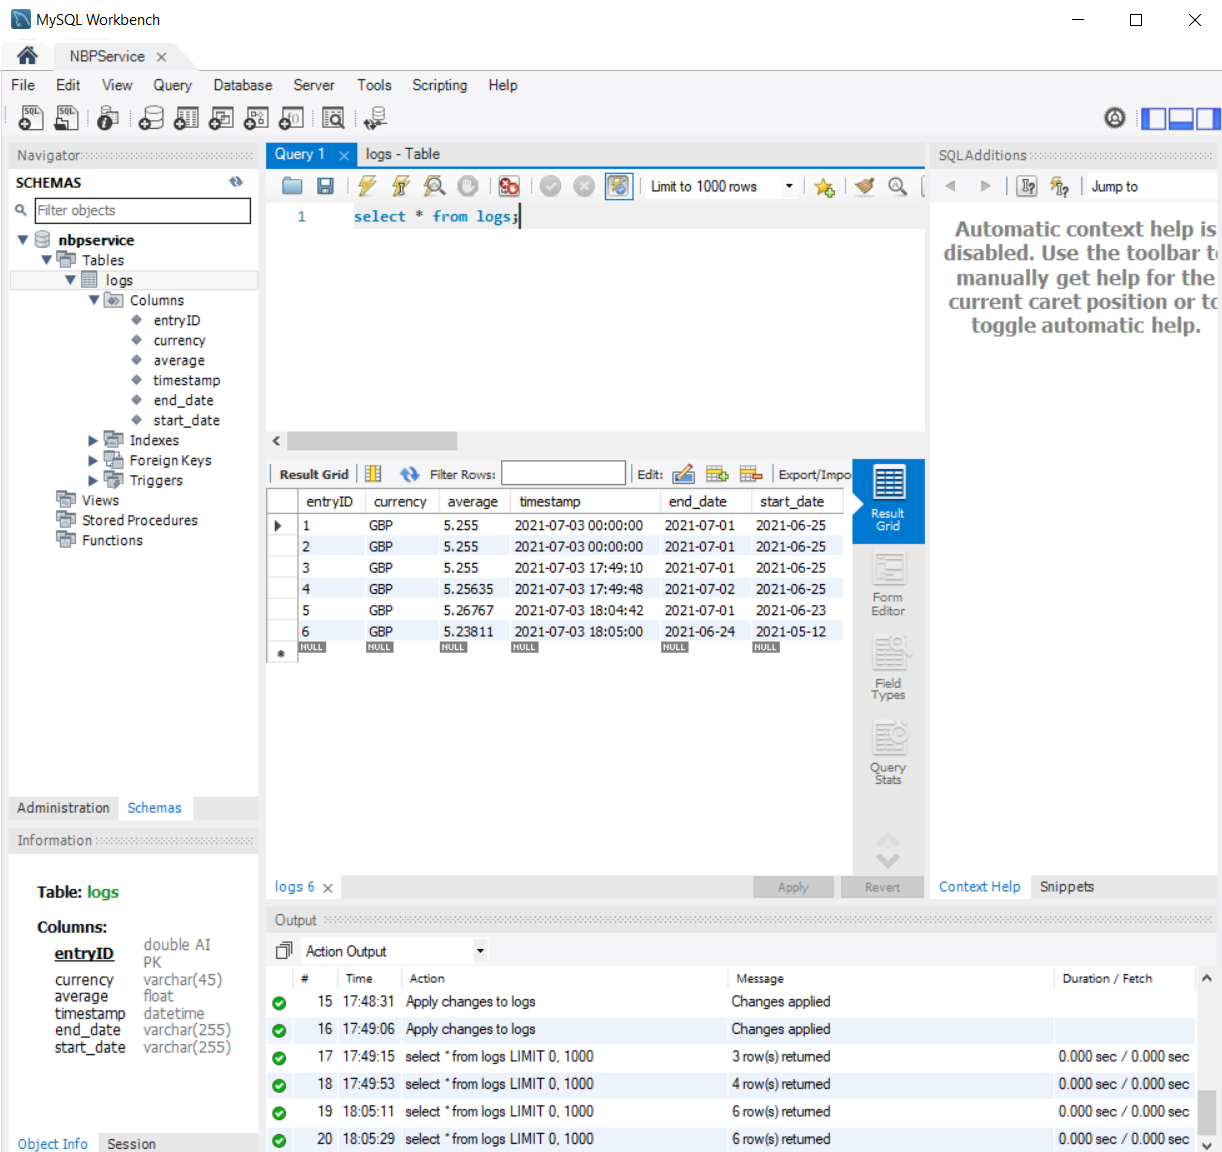 MySQL Workbench
NBPService
File Edit View Query Database Server Tools Scripting Help
Navigator
SCHEMAS
Filter objects
nbpservice
Tables
logs
Columns
entryID
currency
average
timestamp
end_date
start_date
Indexes
Foreign Keys
Triggers
Views
Stored Procedures
Functions
Administration Schemas
Information
Table: logs
Columns:
entryID double AI PK
currency varchar(45)
average float
timestamp datetime
end_date varchar(255)
start_date varchar(255)
Object Info Session
Query 1 logs - Table
Limit to 1000 rows
1 select * from logs;
Result Grid Filter Rows: Edit: Export/Impo
entryID currency average timestamp end_date start_date
1 GBP 5.255 2021-07-03 00:00:00 2021-07-01 2021-06-25
2 GBP 5.255 2021-07-03 00:00:00 2021-07-01 2021-06-25
3 GBP 5.255 2021-07-03 17:49:10 2021-07-01 2021-06-25
4 GBP 5.25635 2021-07-03 17:49:48 2021-07-02 2021-06-25
5 GBP 5.26767 2021-07-03 18:04:42 2021-07-01 2021-06-23
6 GBP 5.23811 2021-07-03 18:05:00 2021-06-24 2021-05-12
NULL NULL NULL NULL NULL NULL
Result
Grid
Form
Editor
Field
Types
Query
Stats
logs 6 Apply Revert
SQLAdditions
Jump to
Automatic context help is
disabled. Use the toolbar t
manually get help for the
current caret position or to
toggle automatic help.
Context Help Snippets
Output
Action Output
# Time Action Message Duration / Fetch
15 17:48:31 Apply changes to logs Changes applied
16 17:49:06 Apply changes to logs Changes applied
17 17:49:15 select * from logs LIMIT 0, 1000 3 row(s) returned 0.000 sec / 0.000 sec
18 17:49:53 select * from logs LIMIT 0, 1000 4 row(s) returned 0.000 sec / 0.000 sec
19 18:05:11 select * from logs LIMIT 0, 1000 6 row(s) returned 0.000 sec / 0.000 sec
20 18:05:29 select * from logs LIMIT 0, 1000 6 row(s) returned 0.000 sec / 0.000 sec